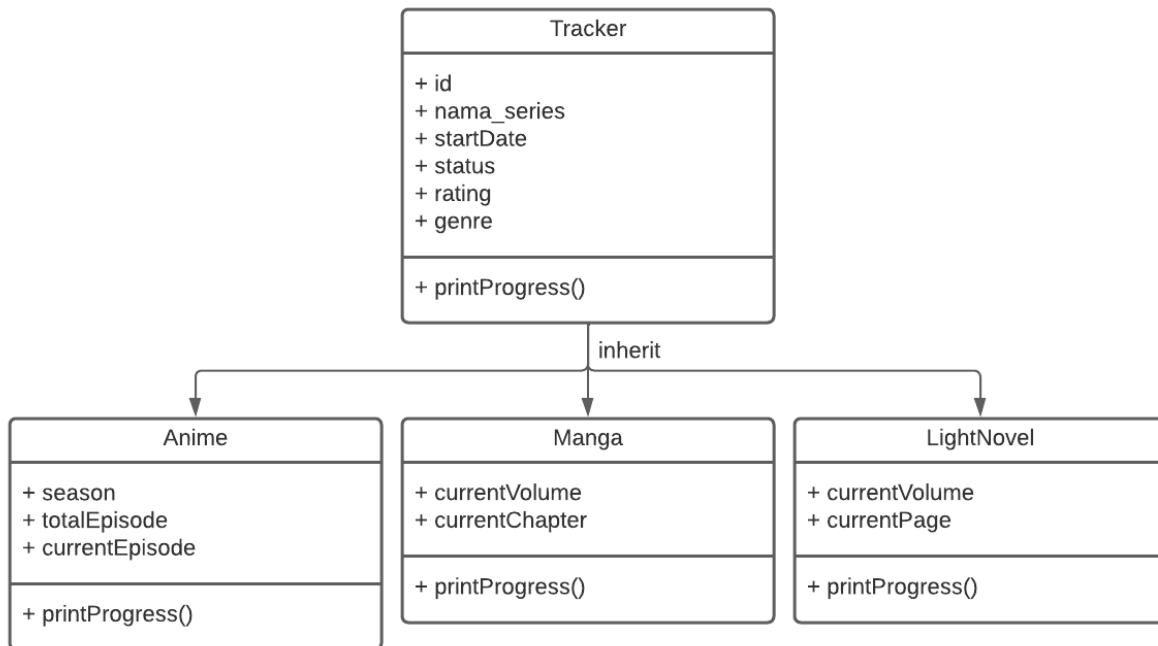 Tracker
+ id
+ nama_series
+ startDate
+ status
+ rating
+ genre
+ printProgress()
inherit
Anime
+ season
+ totalEpisode
+ currentEpisode
+ printProgress()
Manga
+ currentVolume
+ currentChapter
+ printProgress()
LightNovel
+ currentVolume
+ currentPage
+ printProgress()